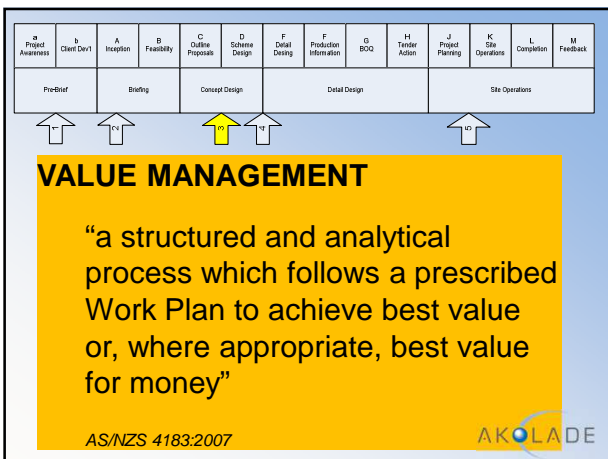 a Project Awareness
b Client Dev't
A Inception
B Feasibility
C Outline Proposals
D Scheme Design
F Detail Desing
F Production Information
G BOQ
H Tender Action
J Project Planning
K Site Operations
L Completion
M Feedback
Pre-Brief
Briefing
Concept Design
Detail Design
Site Operations
1
2
3
4
5
VALUE MANAGEMENT
“a structured and analytical
process which follows a prescribed
Work Plan to achieve best value
or, where appropriate, best value
for money”
AS/NZS 4183:2007
AKOLADE